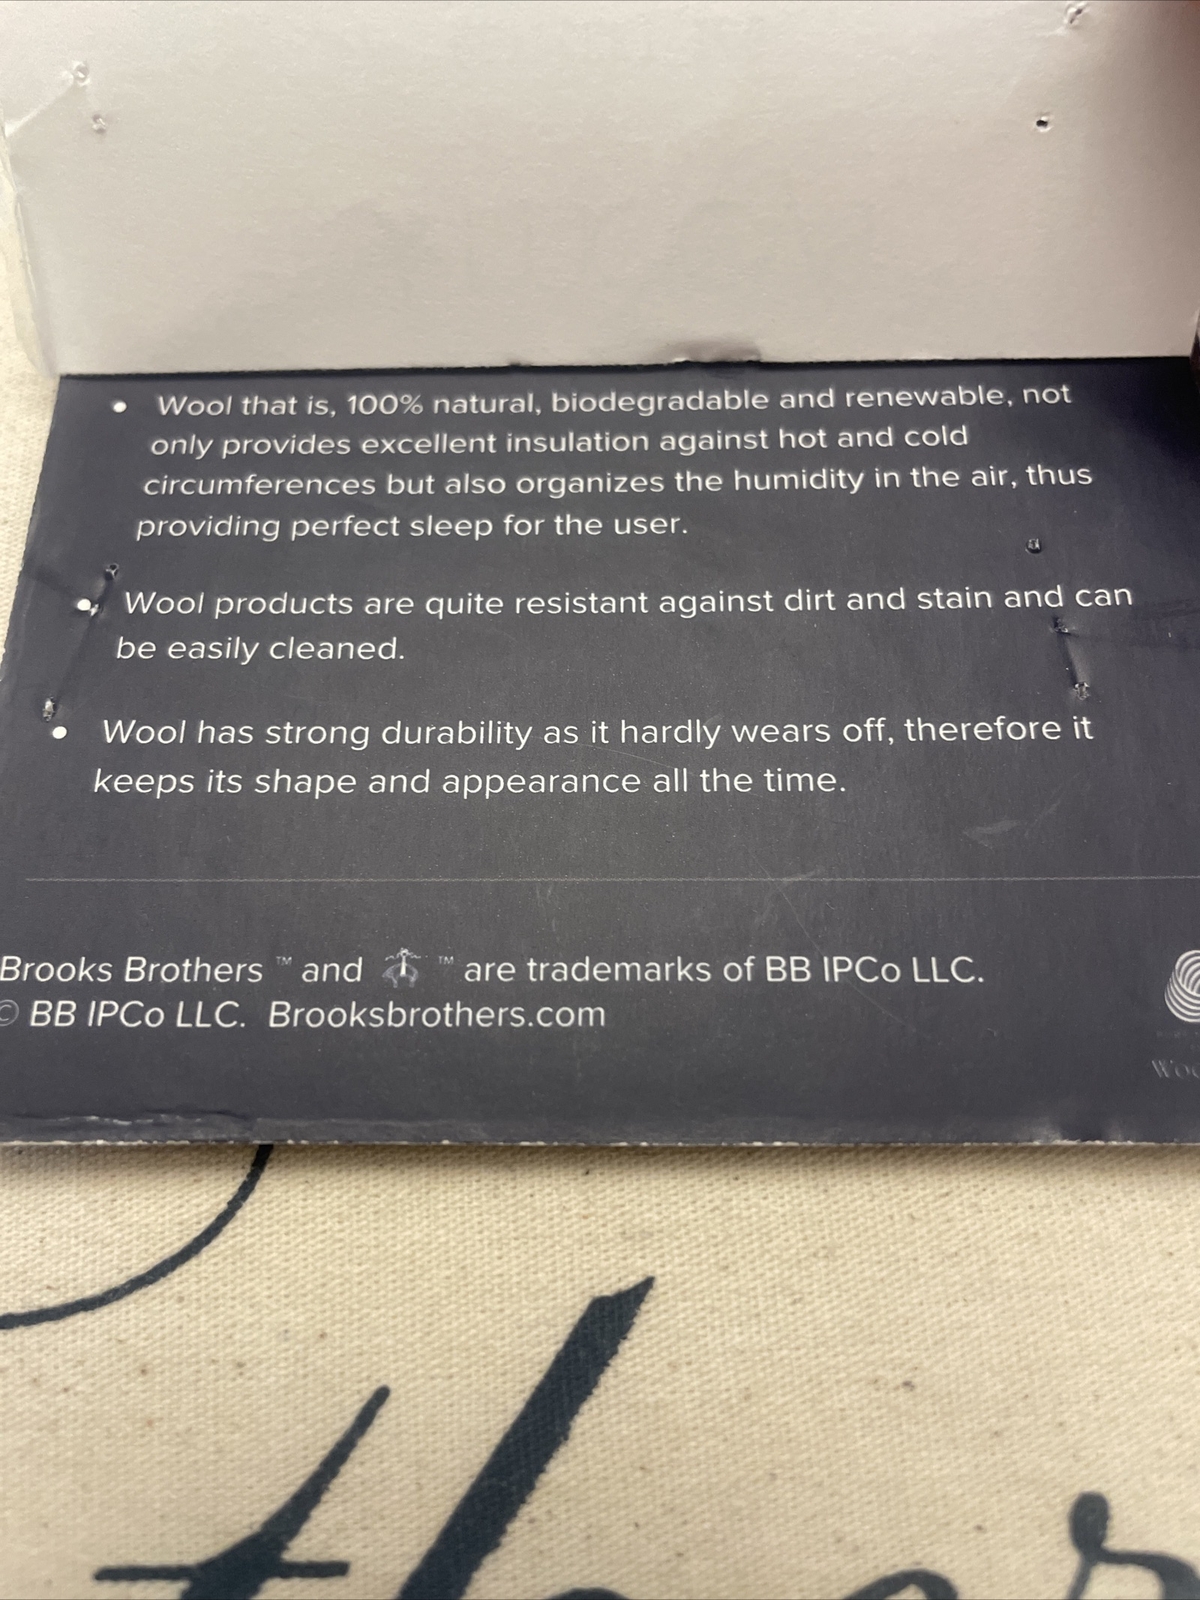 • Wool that is, 100% natural, biodegradable and renewable, not
only provides excellent insulation against hot and cold
circumferences but also organizes the humidity in the air, thus
providing perfect sleep for the user.
• Wool products are quite resistant against dirt and stain and can
be easily cleaned.
• Wool has strong durability as it hardly wears off, therefore it
keeps its shape and appearance all the time.
Brooks Brothers ™ and ™ are trademarks of BB IPCo LLC.
© BB IPCo LLC. Brooksbrothers.com